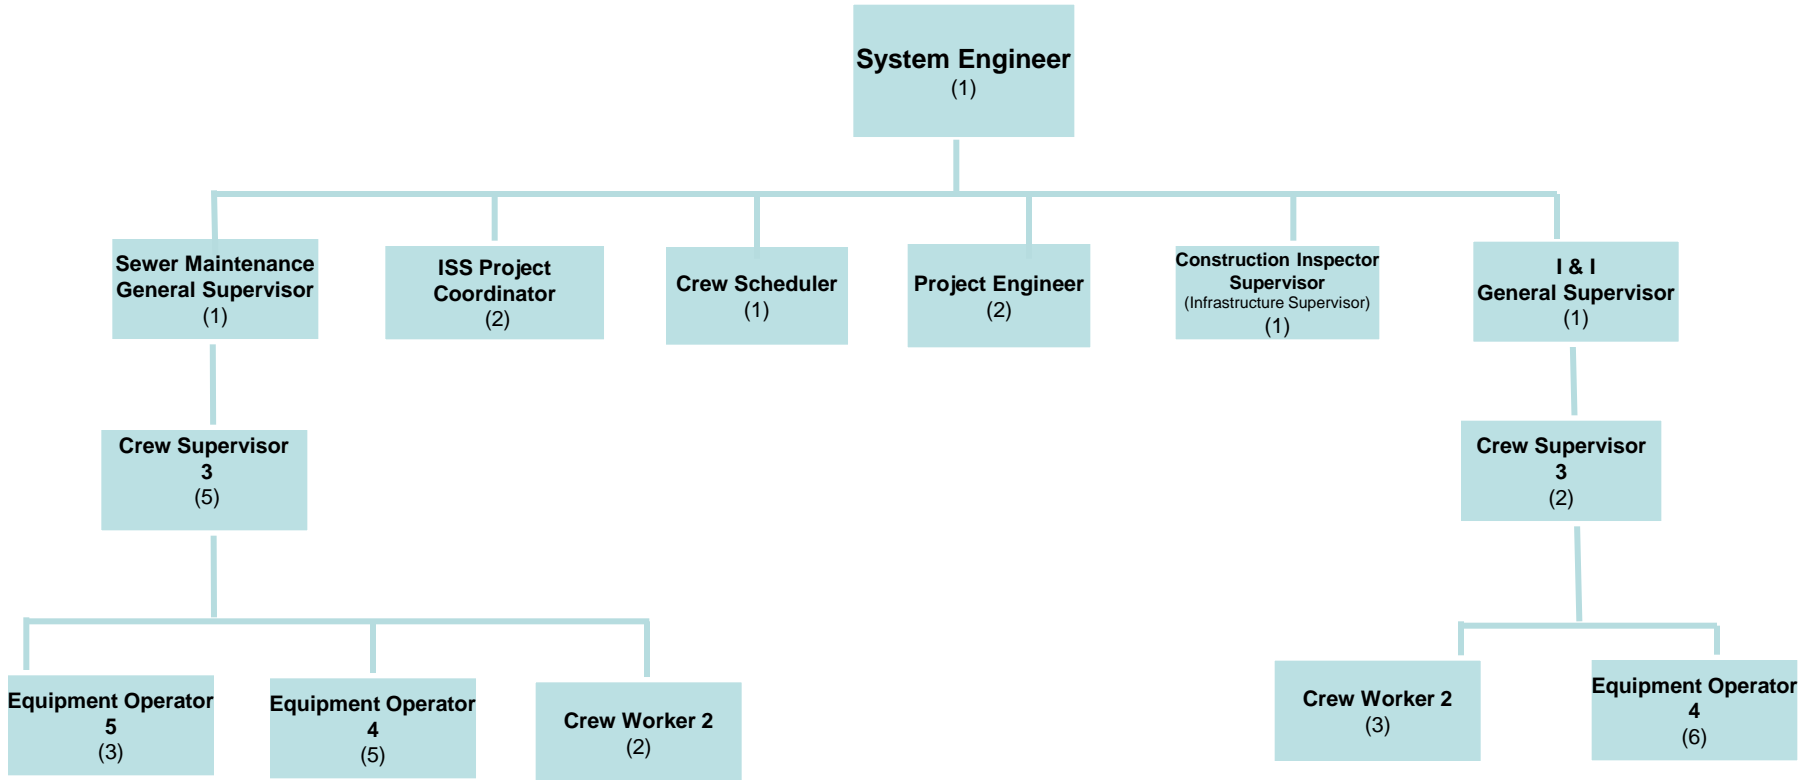 System Engineer
(1)
Sewer Maintenance
General Supervisor
(1)
ISS Project
Coordinator
(2)
Crew Scheduler
(1)
Project Engineer
(2)
Construction Inspector
Supervisor
(Infrastructure Supervisor)
(1)
I & I
General Supervisor
(1)
Crew Supervisor
3
(5)
Crew Supervisor
3
(2)
Equipment Operator
5
(3)
Equipment Operator
4
(5)
Crew Worker 2
(2)
Crew Worker 2
(3)
Equipment Operator
4
(6)